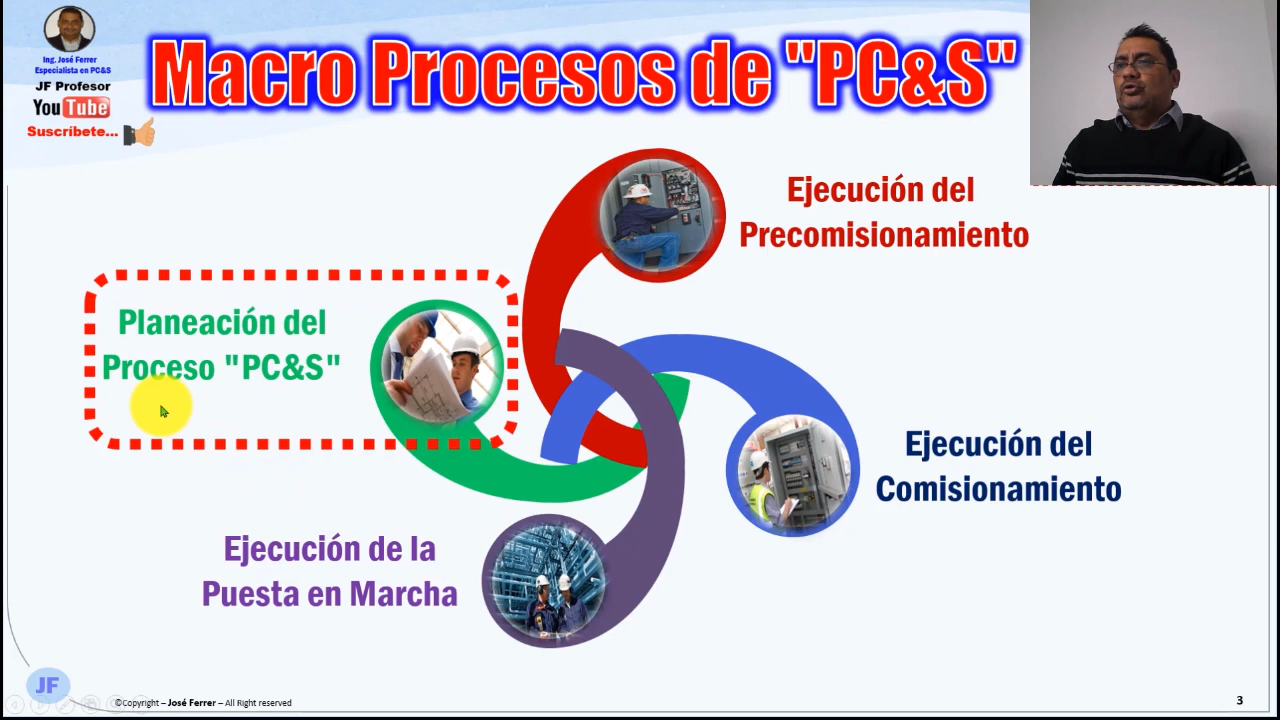 Ing. José Ferrer
Especialista en PC&S
JF Profesor
YouTube
Suscribete...
Macro Procesos de "PC&S"
Ejecución del
Precomisionamiento
Planeación del
Proceso "PC&S"
Ejecución del
Comisionamiento
Ejecución de la
Puesta en Marcha
JF
©Copyright – José Ferrer – All Right reserved
3